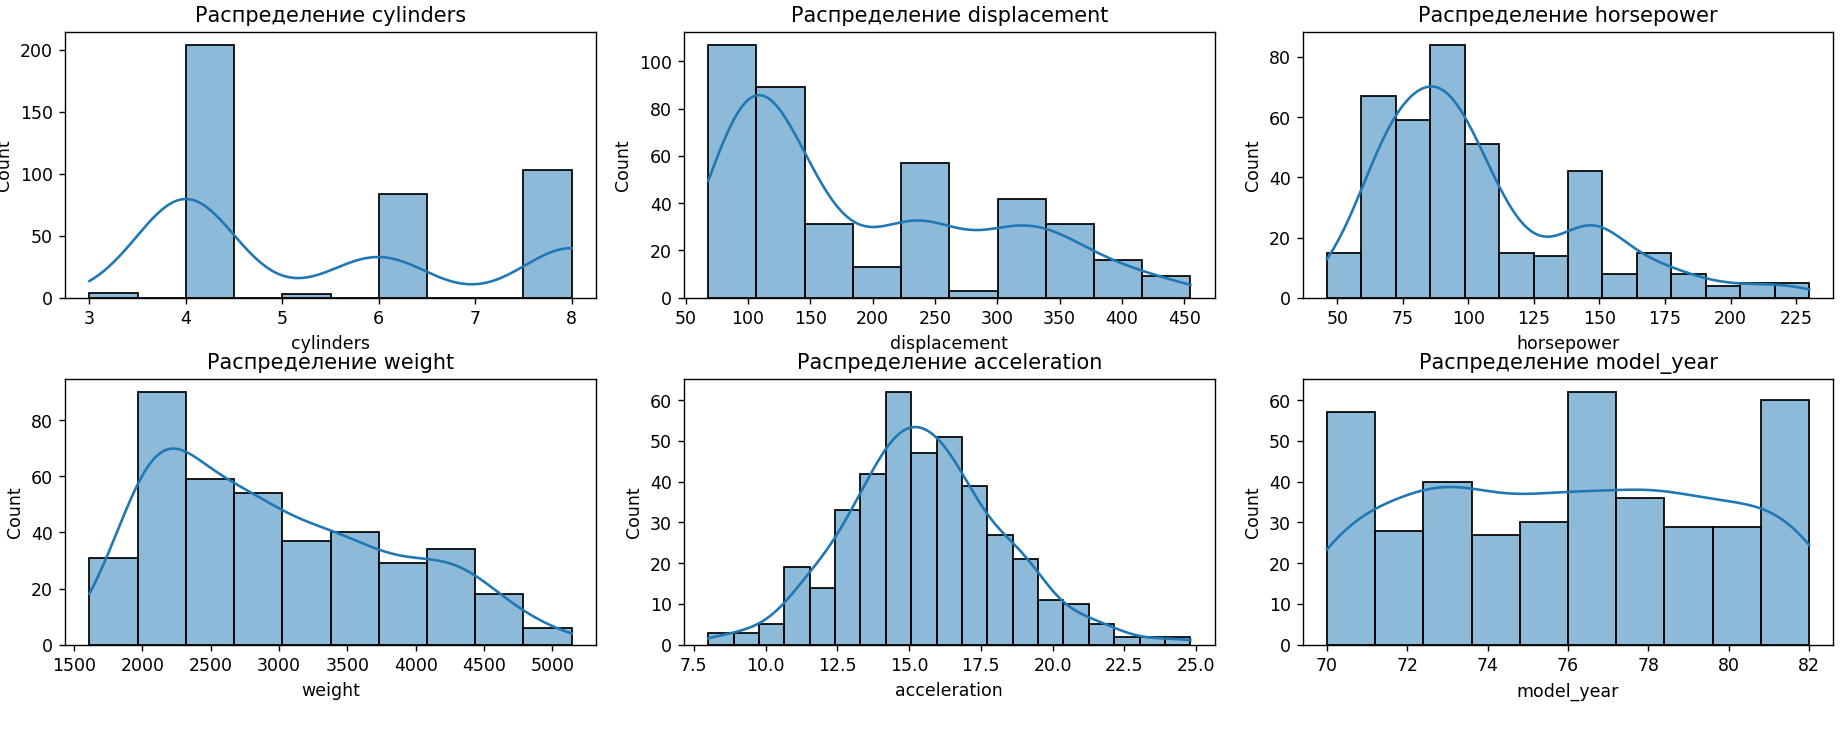 Распределение cylinders
Распределение displacement
Распределение horsepower
Count
200
150
100
50
0
3 4 5 6 7 8
cylinders
Count
100
80
60
40
20
0
50 100 150 200 250 300 350 400 450
displacement
Count
80
60
40
20
0
50 75 100 125 150 175 200 225
horsepower
Распределение weight
Распределение acceleration
Распределение model_year
Count
80
60
40
20
0
1500 2000 2500 3000 3500 4000 4500 5000
weight
Count
60
50
40
30
20
10
0
7.5 10.0 12.5 15.0 17.5 20.0 22.5 25.0
acceleration
Count
60
50
40
30
20
10
0
70 72 74 76 78 80 82
model_year